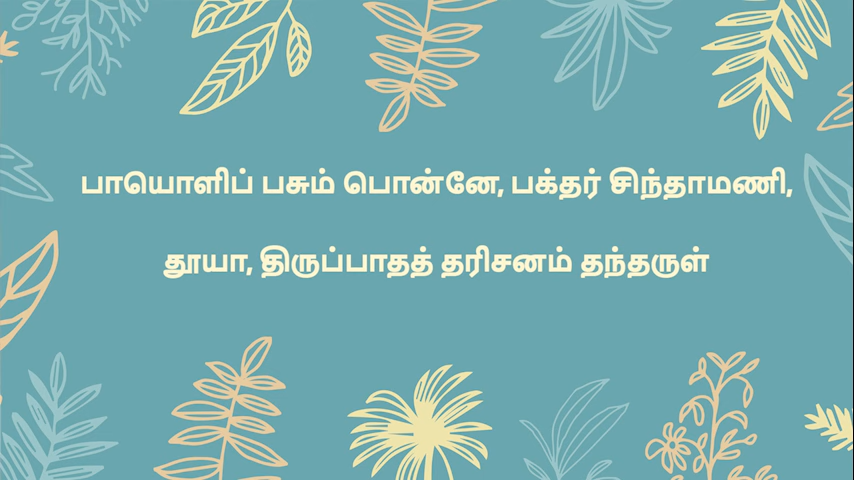 பாயொளிப் பசும் பொன்னே, பக்தர் சிந்தாமணி,
தூயா, திருப்பாதத் தரிசனம் தந்தருள்